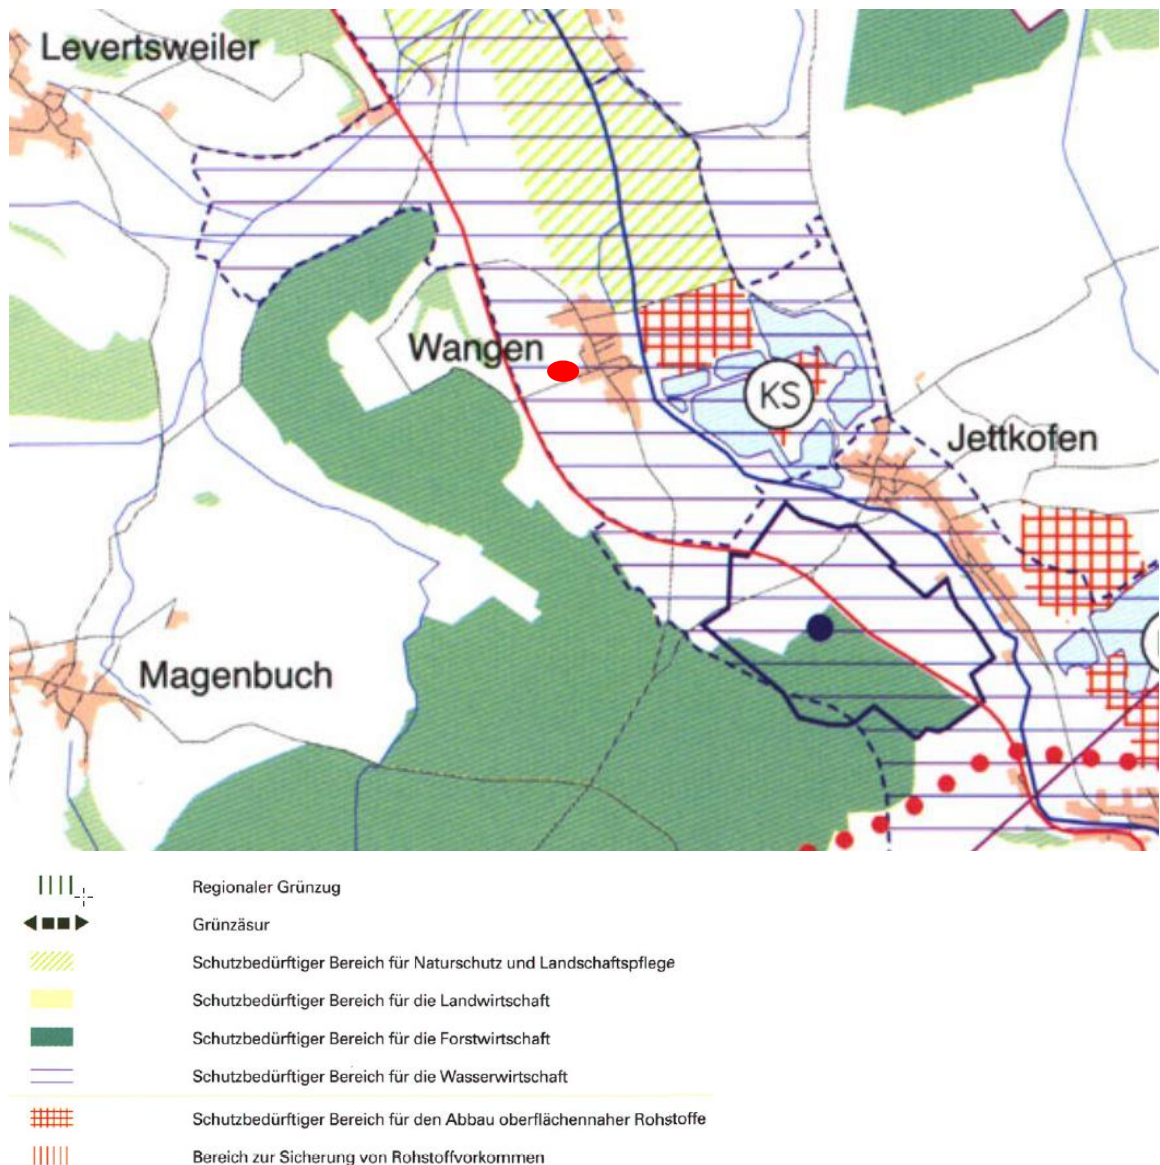 Levertsweiler
Wangen
KS
Jettkofen
Magenbuch
Regionaler Grünzug
Grünzäsur
Schutzbedürftiger Bereich für Naturschutz und Landschaftspflege
Schutzbedürftiger Bereich für die Landwirtschaft
Schutzbedürftiger Bereich für die Forstwirtschaft
Schutzbedürftiger Bereich für die Wasserwirtschaft
Schutzbedürftiger Bereich für den Abbau oberflächennaher Rohstoffe
Bereich zur Sicherung von Rohstoffvorkommen